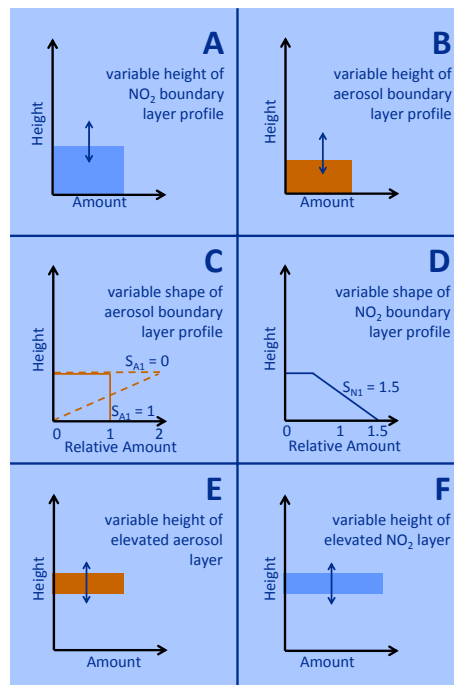 A
variable height of
NO₂ boundary
layer profile
Height
Amount
B
variable height of
aerosol boundary
layer profile
Height
Amount
C
variable shape of
aerosol boundary
layer profile
Height
S_A1 = 0
S_A1 = 1
0 1 2
Relative Amount
D
variable shape of
NO₂ boundary
layer profile
Height
S_N1 = 1.5
0 1 1.5
Relative Amount
E
variable height of
elevated aerosol
layer
Height
Amount
F
variable height of
elevated NO₂ layer
Height
Amount